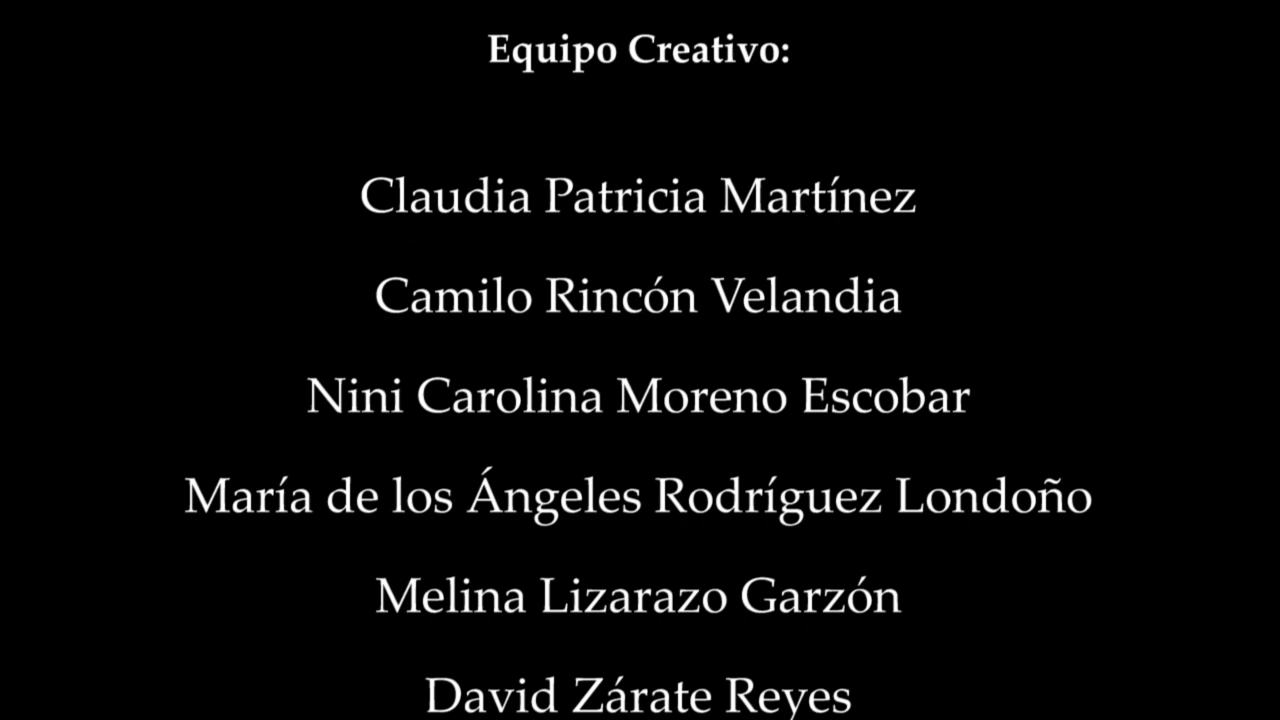 Equipo Creativo:
Claudia Patricia Martínez
Camilo Rincón Velandia
Nini Carolina Moreno Escobar
María de los Ángeles Rodríguez Londoño
Melina Lizarazo Garzón
David Zárate Reyes